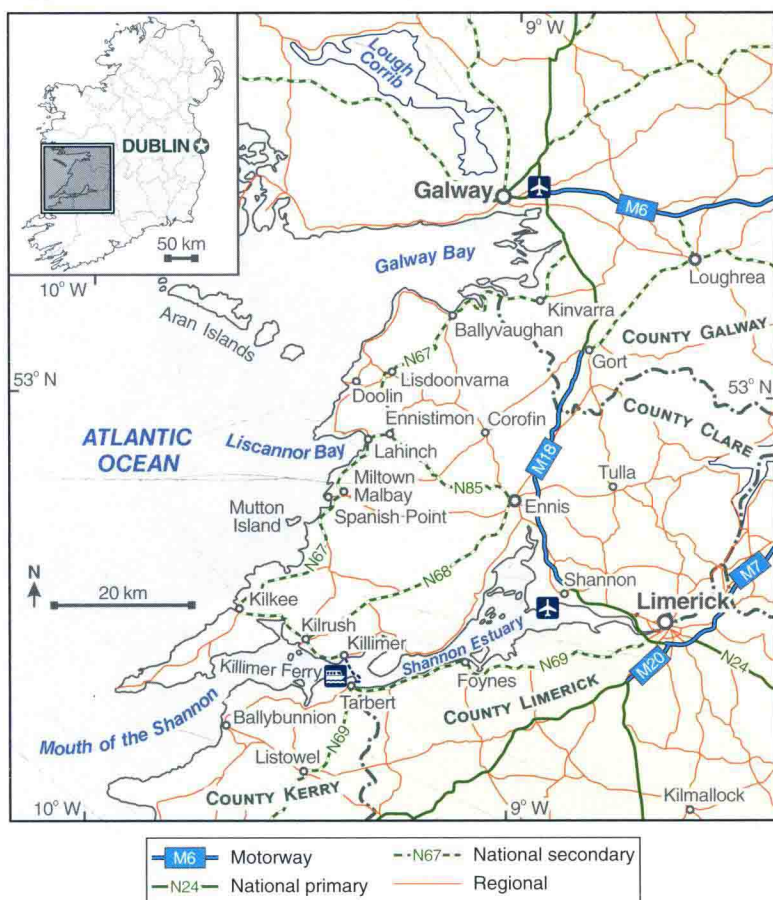 DUBLIN
50 km
9° W
Lough
Corrib
Galway
M6
Galway Bay
Loughrea
10° W
Aran Islands
Kinvarra
Ballyvaughan
COUNTY GALWAY
Gort
N67
Lisdoonvarna
53° N
Doolin
53° N
Ennistimon
Corofin
COUNTY CLARE
ATLANTIC
OCEAN
Liscannor Bay
Lahinch
M18
Miltown
Malbay
N85
Tulla
Mutton
Island
Spanish Point
Ennis
N67
N
20 km
N68
M7
Shannon
Kilkee
Limerick
Kilrush
Killimer
Shannon Estuary
Killimer Ferry
N69
M20
N24
Foynes
Tarbert
COUNTY LIMERICK
Mouth of the Shannon
Ballybunnion
N69
Listowel
COUNTY KERRY
Kilmallock
10° W
9° W
M6 Motorway
N67 National secondary
N24 National primary
Regional